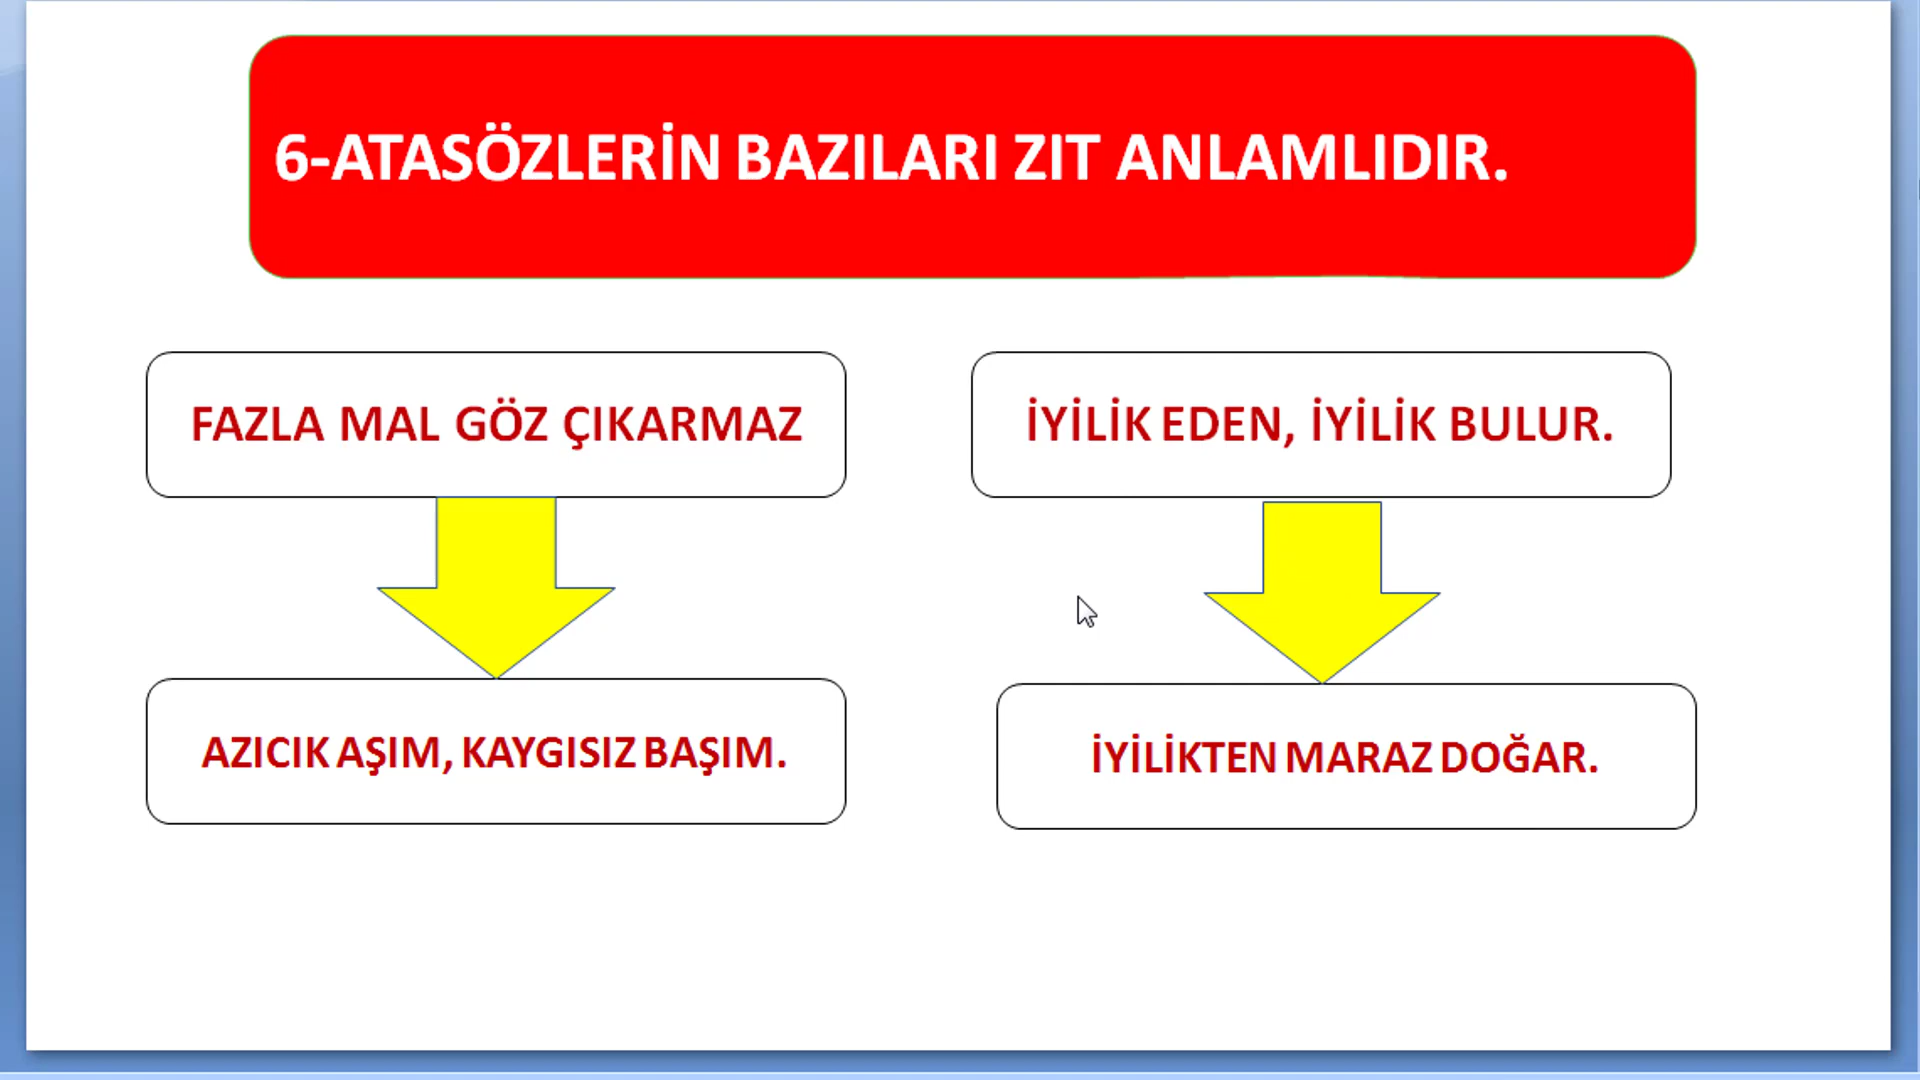 6-ATASÖZLERİN BAZILARI ZIT ANLAMLIDIR.
FAZLA MAL GÖZ ÇIKARMAZ
AZICIK AŞIM, KAYGISIZ BAŞIM.
İYİLİK EDEN, İYİLİK BULUR.
İYİLİKTEN MARAZ DOĞAR.